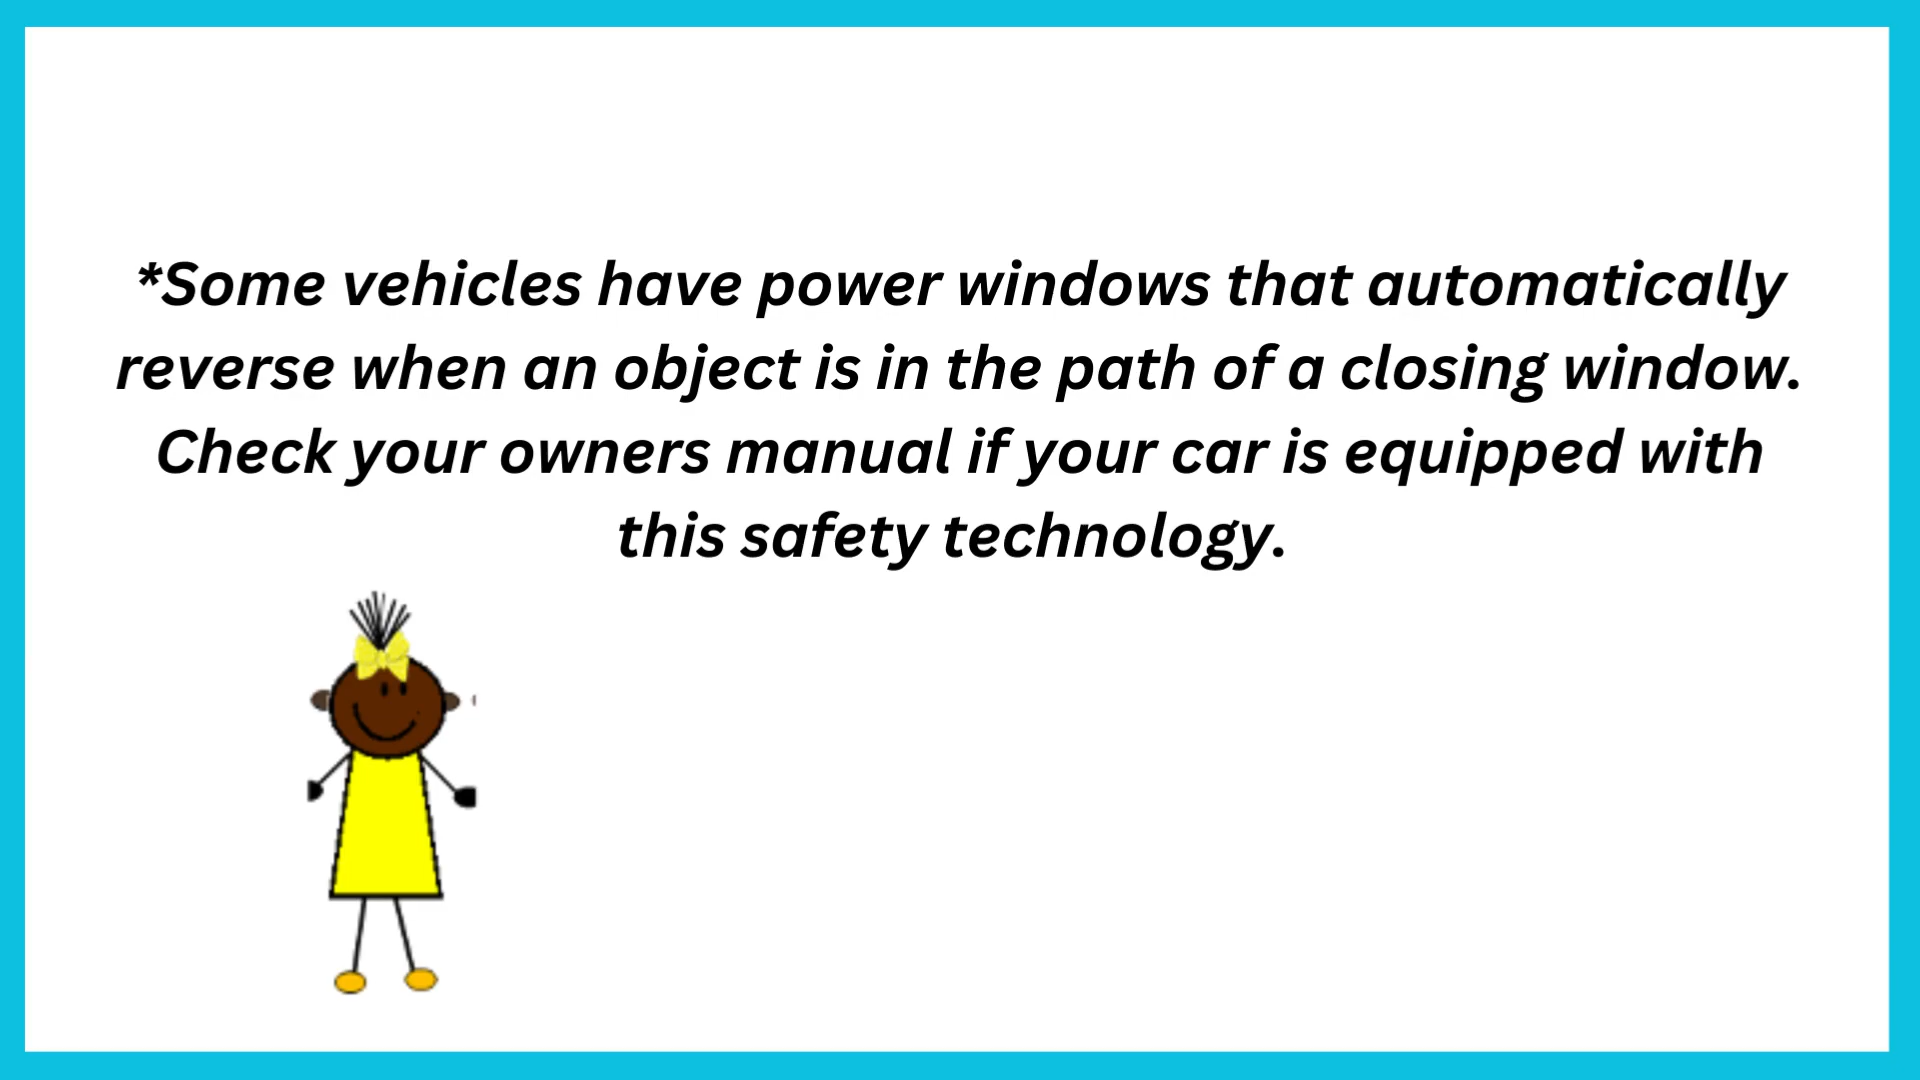 *Some vehicles have power windows that automatically
reverse when an object is in the path of a closing window.
Check your owners manual if your car is equipped with
this safety technology.